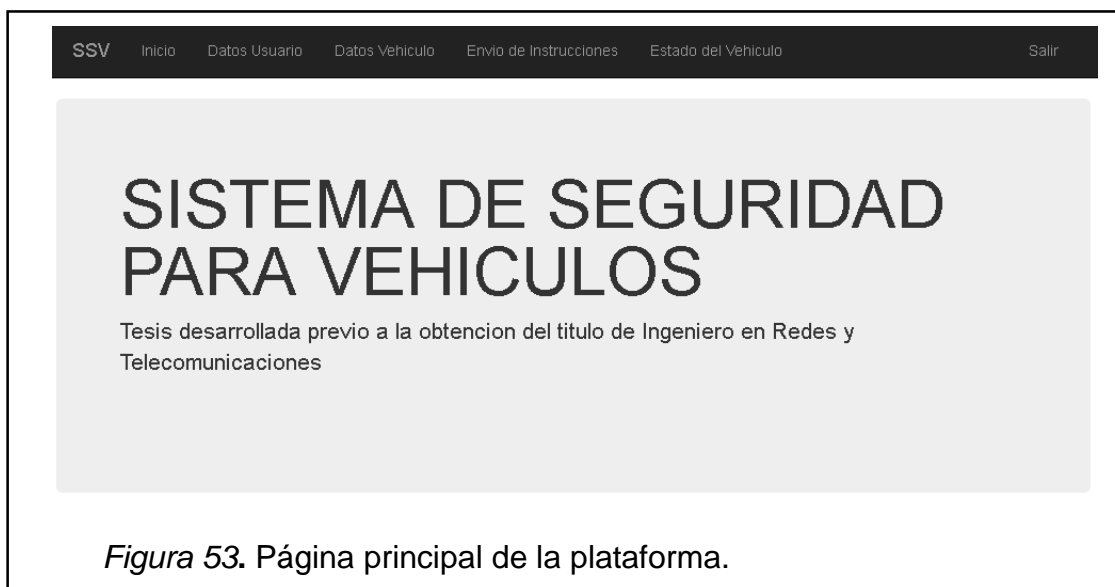 SSV Inicio Datos Usuario Datos Vehiculo Envio de Instrucciones Estado del Vehiculo Salir
SISTEMA DE SEGURIDAD
PARA VEHICULOS
Tesis desarrollada previo a la obtencion del titulo de Ingeniero en Redes y
Telecomunicaciones
Figura 53. Página principal de la plataforma.